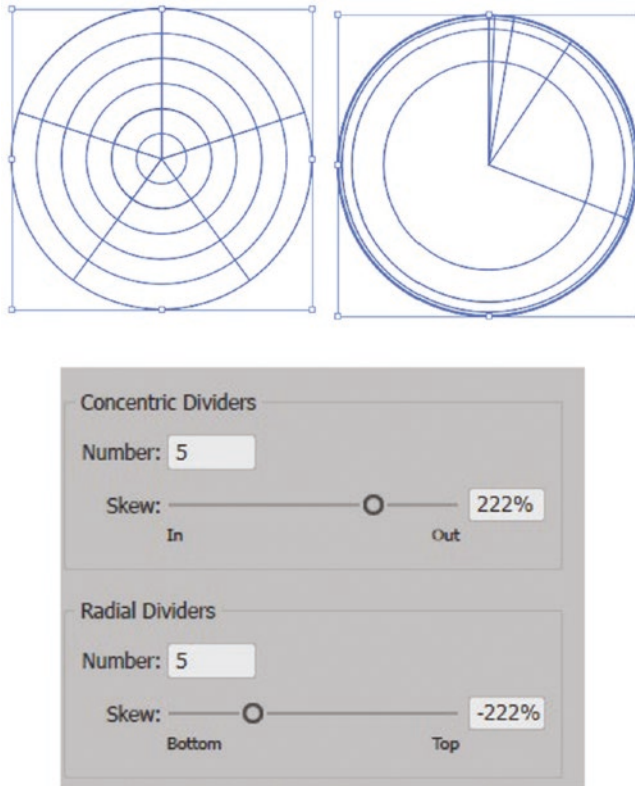 Concentric Dividers
Number: 5
Skew: 222%
In Out
Radial Dividers
Number: 5
Skew: -222%
Bottom Top